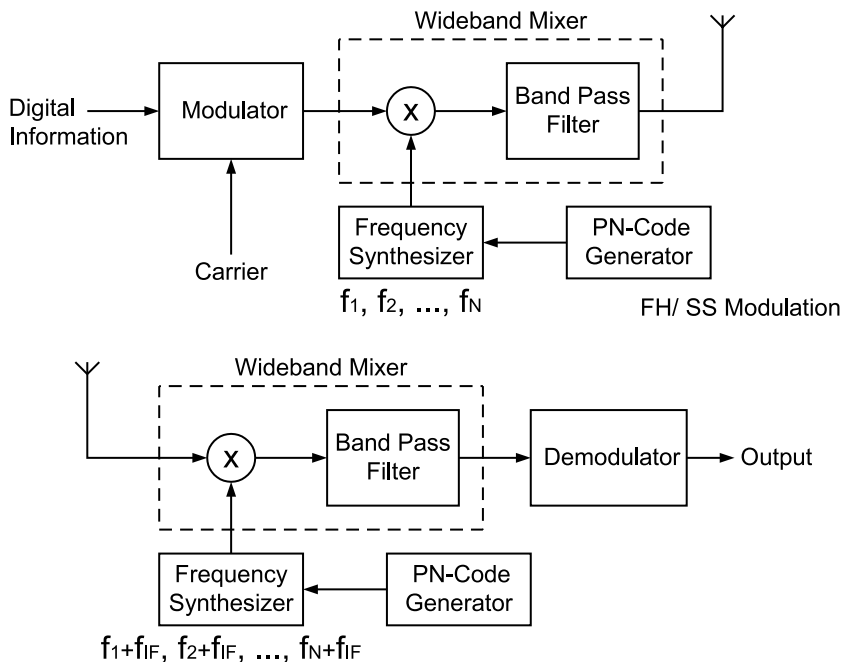 Wideband Mixer
Digital
Information
Modulator
X
Band Pass
Filter
Carrier
Frequency
Synthesizer
PN-Code
Generator
f1, f2, ..., fN
FH/ SS Modulation
Wideband Mixer
X
Band Pass
Filter
Demodulator
Output
Frequency
Synthesizer
PN-Code
Generator
f1+fIF, f2+fIF, ..., fN+fIF